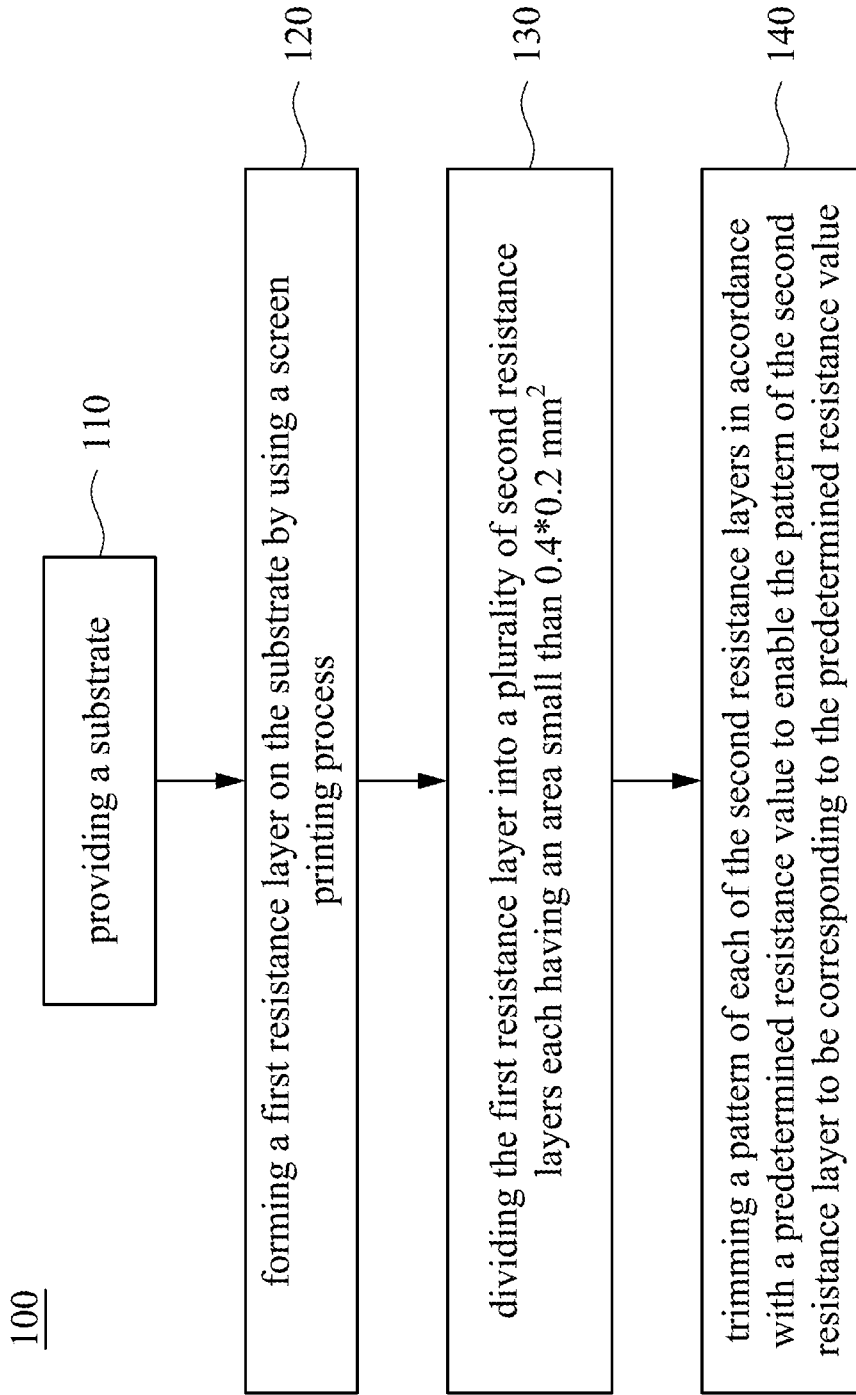 100
providing a substrate
110
forming a first resistance layer on the substrate by using a screen
printing process
120
dividing the first resistance layer into a plurality of second resistance
layers each having an area small than 0.4*0.2 mm²
130
trimming a pattern of each of the second resistance layers in accordance
with a predetermined resistance value to enable the pattern of the second
resistance layer to be corresponding to the predetermined resistance value
140